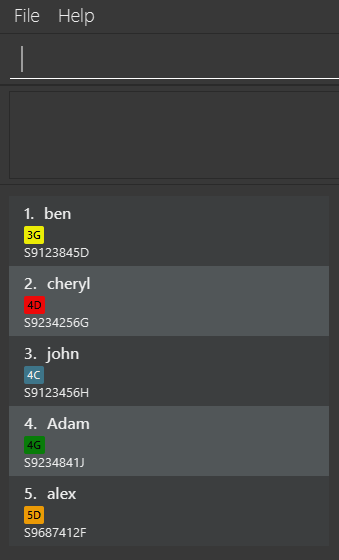 File Help
1. ben
3G
S9123845D
2. cheryl
4D
S9234256G
3. john
4C
S9123456H
4. Adam
4G
S9234841J
5. alex
5D
S9687412F